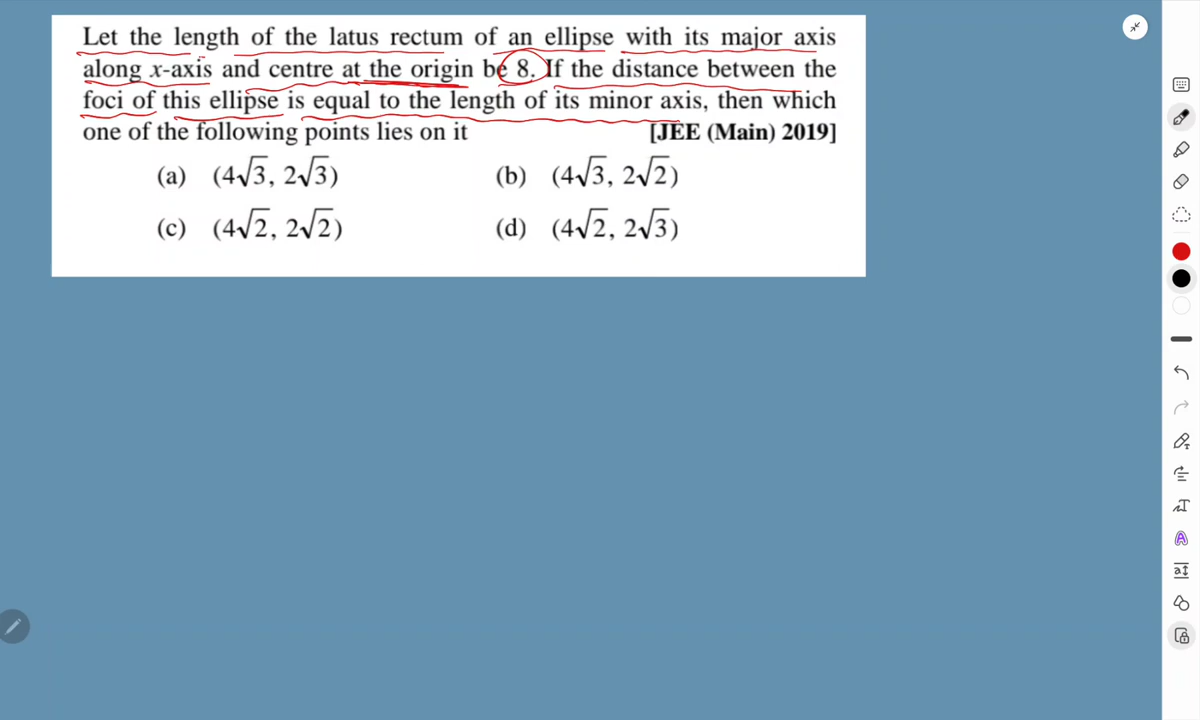 Let the length of the latus rectum of an ellipse with its major axis
along x-axis and centre at the origin be 8. If the distance between the
foci of this ellipse is equal to the length of its minor axis, then which
one of the following points lies on it [JEE (Main) 2019]
(a) (4√3, 2√3) (b) (4√3, 2√2)
(c) (4√2, 2√2) (d) (4√2, 2√3)